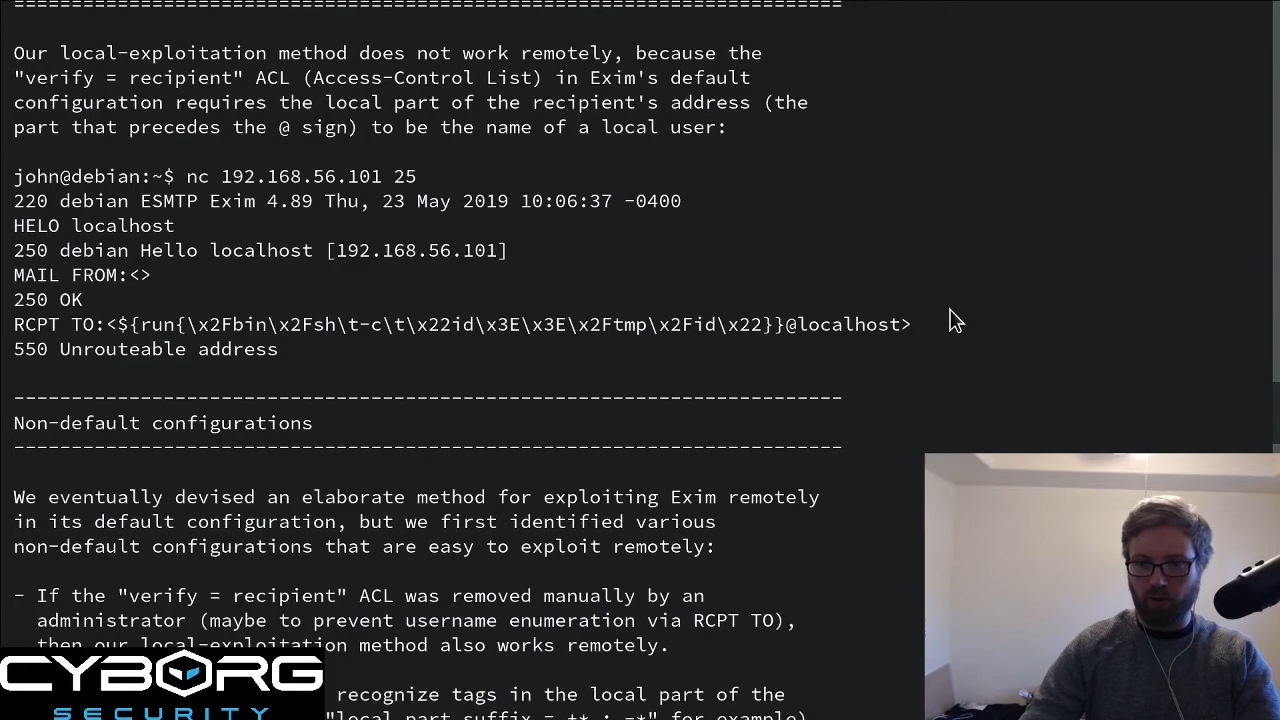 ========================================================================
Our local-exploitation method does not work remotely, because the
"verify = recipient" ACL (Access-Control List) in Exim's default
configuration requires the local part of the recipient's address (the
part that precedes the @ sign) to be the name of a local user:
john@debian:~$ nc 192.168.56.101 25
220 debian ESMTP Exim 4.89 Thu, 23 May 2019 10:06:37 -0400
HELO localhost
250 debian Hello localhost [192.168.56.101]
MAIL FROM:<>
250 OK
RCPT TO:<${run{\x2Fbin\x2Fsh\t-c\t\x22id\x3E\x3E\x2Ftmp\x2Fid\x22}}@localhost>
550 Unrouteable address
------------------------------------------------------------------------
Non-default configurations
------------------------------------------------------------------------
We eventually devised an elaborate method for exploiting Exim remotely
in its default configuration, but we first identified various
non-default configurations that are easy to exploit remotely:
- If the "verify = recipient" ACL was removed manually by an
administrator (maybe to prevent username enumeration via RCPT TO),
then our local-exploitation method also works remotely.
recognize tags in the local part of the
"local_part_suffix = +* : -*" for example)
CYBORG
SECURITY